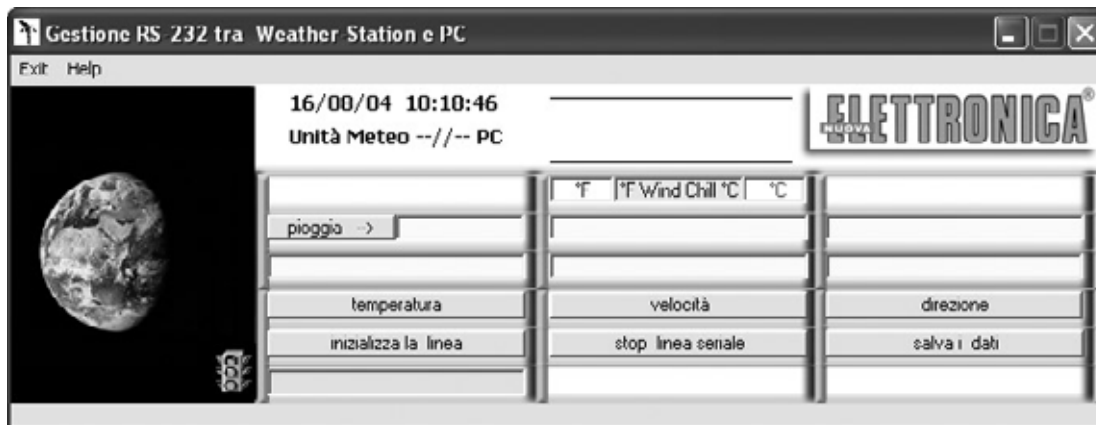 Gestione RS-232 tra Weather Station e PC
Exit Help
16/00/04 10:10:46
Unità Meteo --//-- PC
NUOVA ELETTRONICA®
°F °F Wind Chill °C °C
pioggia -->
temperatura velocità direzione
inizializza la linea stop linea seriale salva i dati